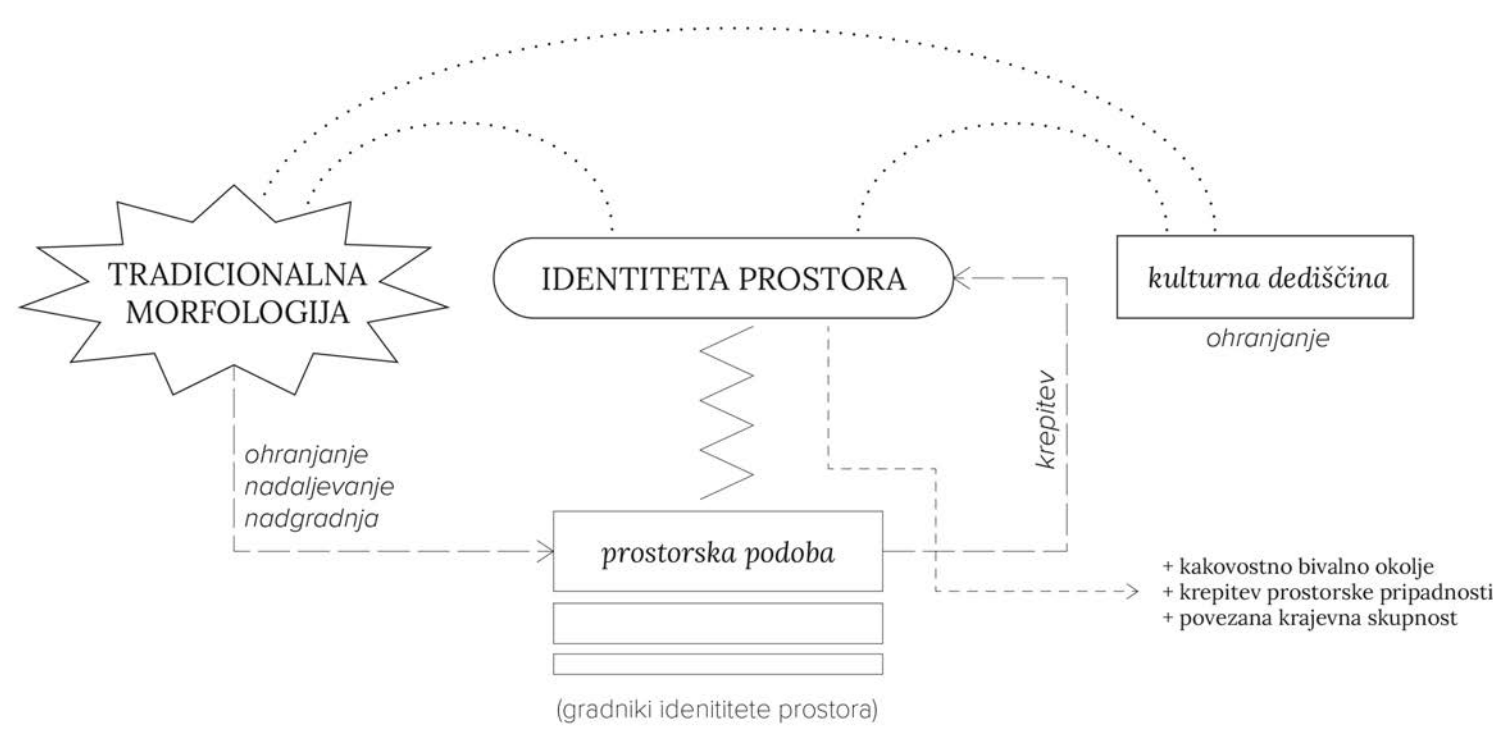 TRADICIONALNA
MORFOLOGIJA
IDENTITETA PROSTORA
kulturna dediščina
ohranjanje
krepitev
ohranjanje
nadaljevanje
nadgradnja
prostorska podoba
+ kakovostno bivalno okolje
+ krepitev prostorske pripadnosti
+ povezana krajevna skupnost
(gradniki idenititete prostora)